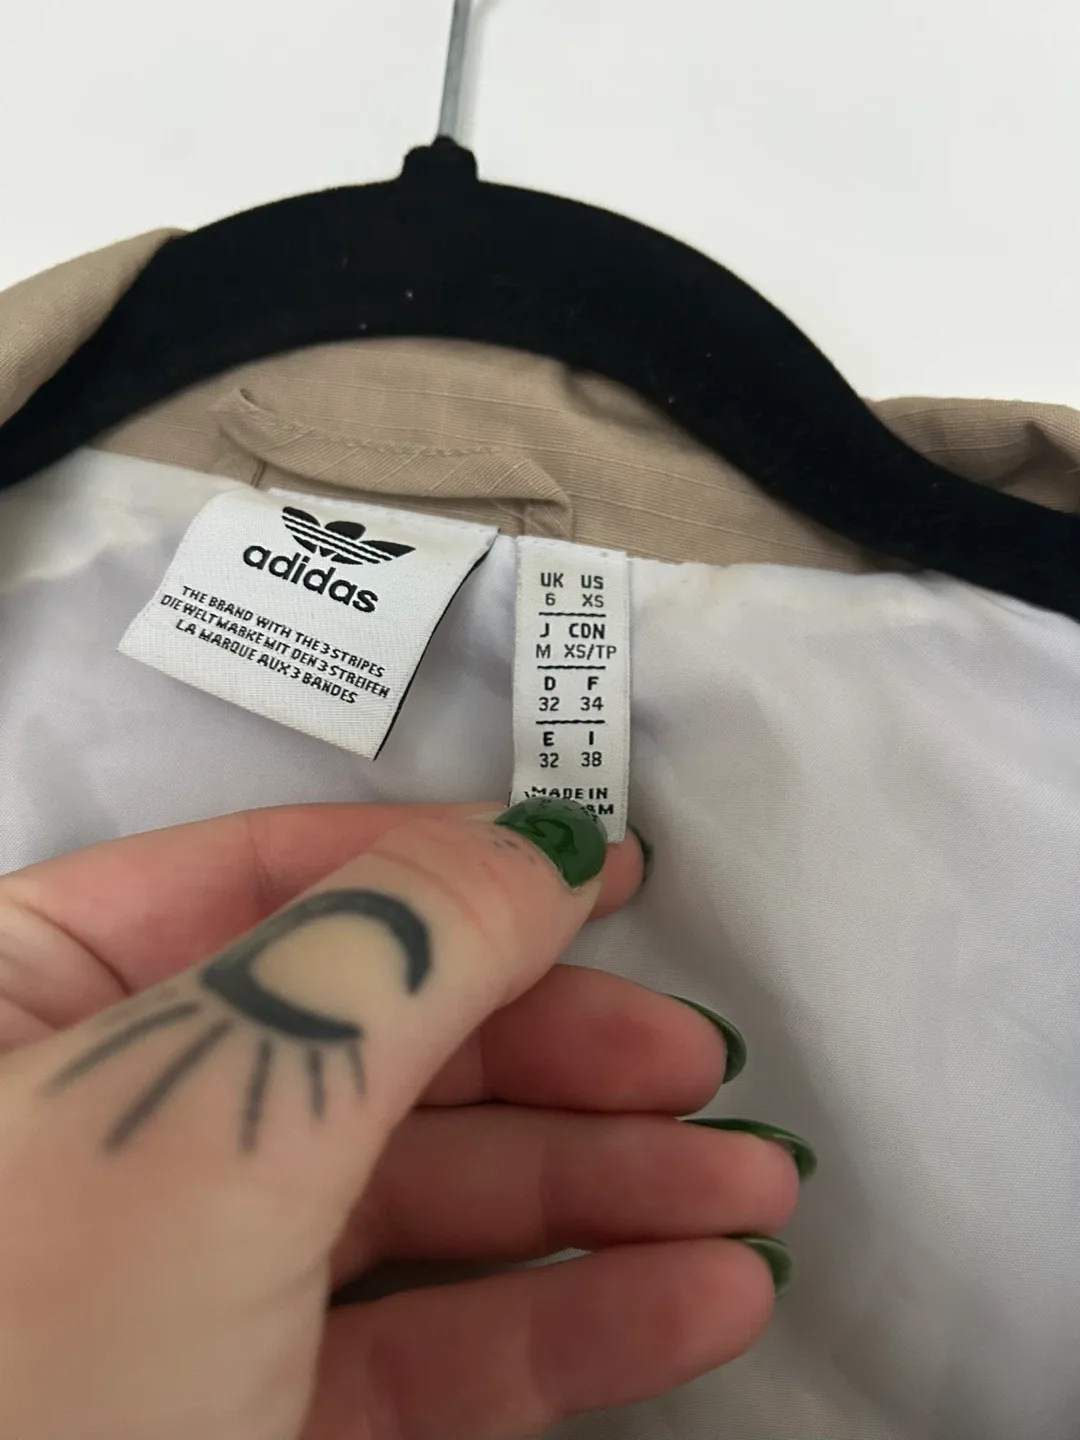 adidas
THE BRAND WITH THE 3 STRIPES
DIE WELTMARKE MIT DEN 3 STREIFEN
LA MARQUE AUX 3 BANDES
UK US
6 XS
J CDN
M XS/TP
D F
32 34
E I
32 38
MADE IN